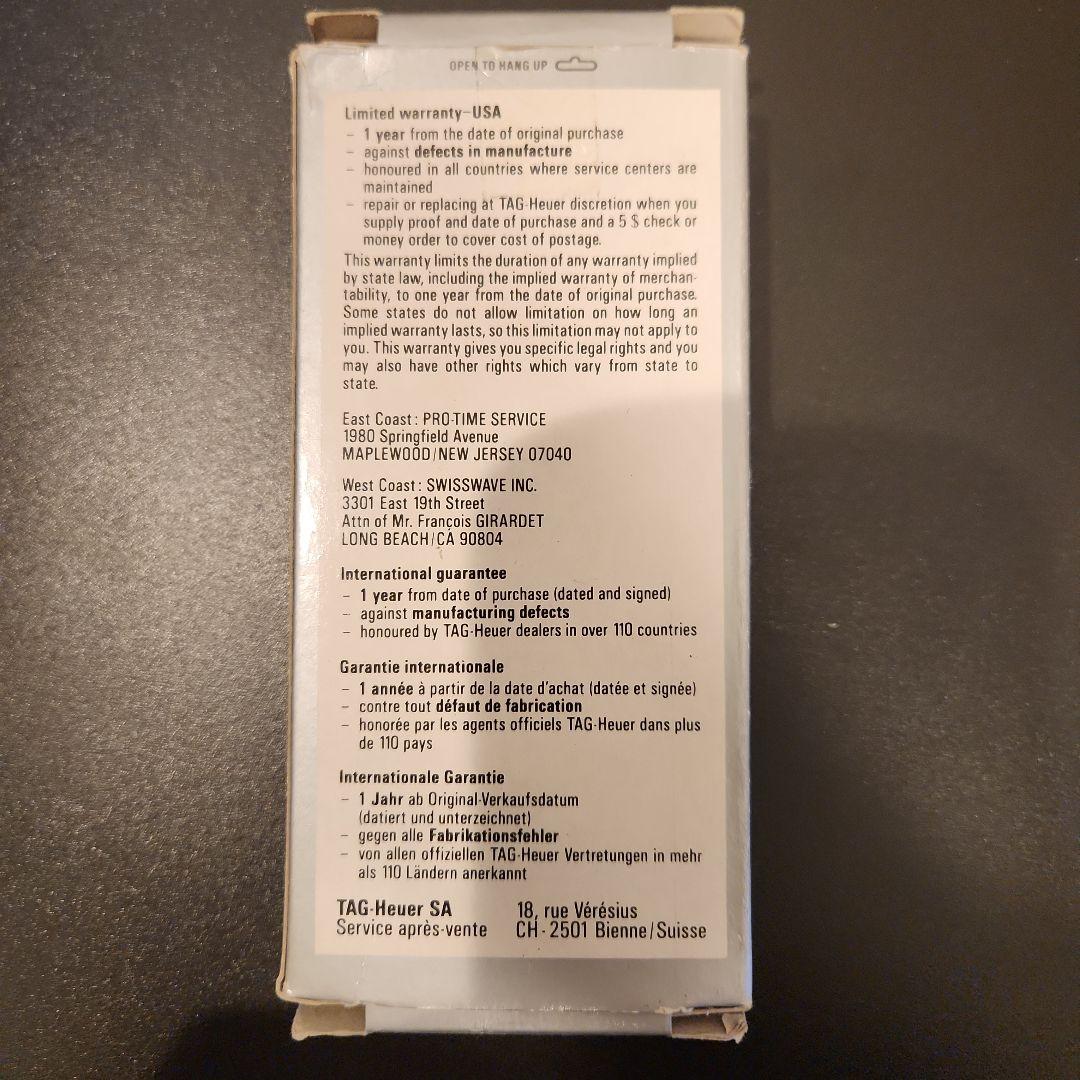 OPEN TO HANG UP
Limited warranty-USA
- 1 year from the date of original purchase
- against defects in manufacture
- honoured in all countries where service centers are
maintained
- repair or replacing at TAG-Heuer discretion when you
supply proof and date of purchase and a 5 $ check or
money order to cover cost of postage.
This warranty limits the duration of any warranty implied
by state law, including the implied warranty of merchan-
tability, to one year from the date of original purchase.
Some states do not allow limitation on how long an
implied warranty lasts, so this limitation may not apply to
you. This warranty gives you specific legal rights and you
may also have other rights which vary from state to
state.
East Coast: PRO-TIME SERVICE
1980 Springfield Avenue
MAPLEWOOD/NEW JERSEY 07040
West Coast: SWISSWAVE INC.
3301 East 19th Street
Attn of Mr. François GIRARDET
LONG BEACH/CA 90804
International guarantee
- 1 year from date of purchase (dated and signed)
- against manufacturing defects
- honoured by TAG-Heuer dealers in over 110 countries
Garantie internationale
- 1 année à partir de la date d'achat (datée et signée)
- contre tout défaut de fabrication
- honorée par les agents officiels TAG-Heuer dans plus
de 110 pays
Internationale Garantie
- 1 Jahr ab Original-Verkaufsdatum
(datiert und unterzeichnet)
- gegen alle Fabrikationsfehler
- von allen offiziellen TAG-Heuer Vertretungen in mehr
als 110 Ländern anerkannt
TAG-Heuer SA 18, rue Vérésius
Service après-vente CH-2501 Bienne/Suisse